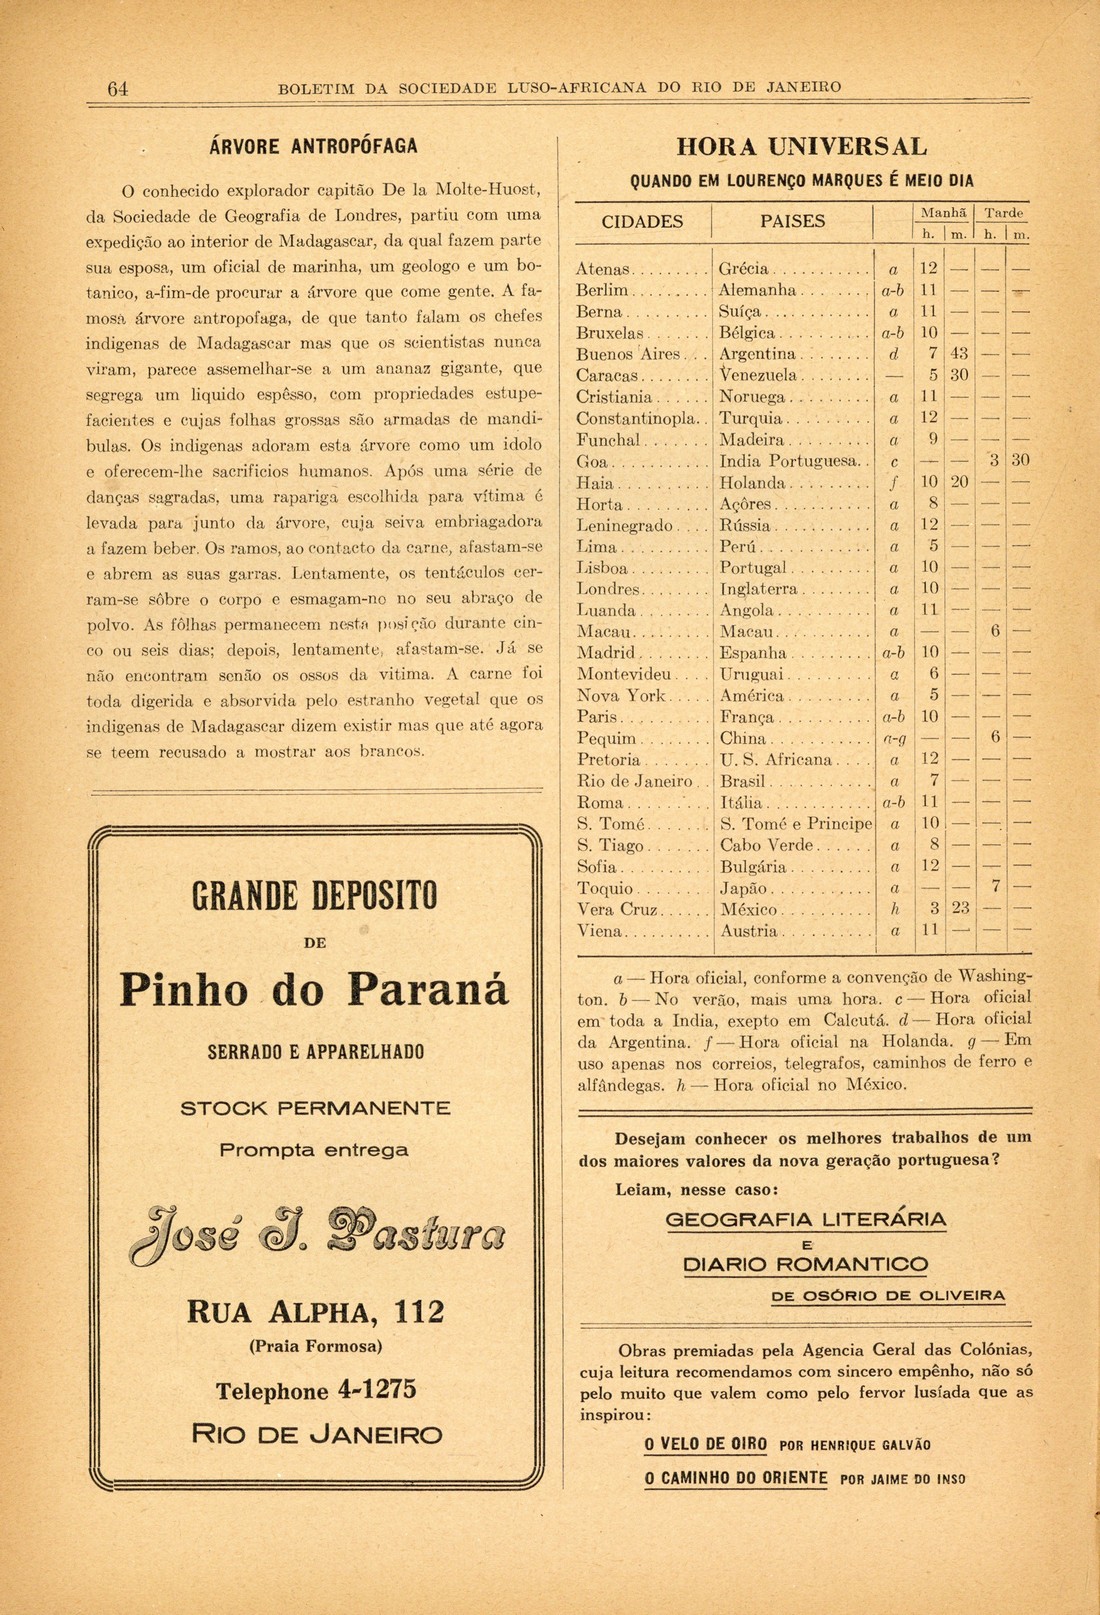 64
BOLETIM DA SOCIEDADE LUSO-AFRICANA DO RIO DE JANEIRO
ÁRVORE ANTROPÓFAGA
O conhecido explorador capitão De la Molte-Huost,
da Sociedade de Geografia de Londres, partiu com uma
expedição ao interior de Madagascar, da qual fazem parte
sua esposa, um oficial de marinha, um geologo e um bo-
tanico, a-fim-de procurar a árvore que come gente. A fa-
mosa árvore antropofaga, de que tanto falam os chefes
indigenas de Madagascar mas que os scientistas nunca
viram, parece assemelhar-se a um ananaz gigante, que
segrega um liquido espêsso, com propriedades estupe-
facientes e cujas folhas grossas são armadas de mandi-
bulas. Os indigenas adoram esta árvore como um idolo
e oferecem-lhe sacrificios humanos. Após uma série de
danças sagradas, uma rapariga escolhida para vítima é
levada para junto da árvore, cuja seiva embriagadora
a fazem beber. Os ramos, ao contacto da carne, afastam-se
e abrem as suas garras. Lentamente, os tentáculos cer-
ram-se sôbre o corpo e esmagam-no no seu abraço de
polvo. As fôlhas permanecem nesta posição durante cin-
co ou seis dias; depois, lentamente, afastam-se. Já se
não encontram senão os ossos da vitima. A carne foi
toda digerida e absorvida pelo estranho vegetal que os
indigenas de Madagascar dizem existir mas que até agora
se teem recusado a mostrar aos brancos.
GRANDE DEPOSITO
DE
Pinho do Paraná
SERRADO E APPARELHADO
STOCK PERMANENTE
Prompta entrega
José J. Pastura
RUA ALPHA, 112
(Praia Formosa)
Telephone 4-1275
RIO DE JANEIRO
HORA UNIVERSAL
QUANDO EM LOURENÇO MARQUES É MEIO DIA
CIDADES PAISES Manhã Tarde
h. m. h. m.
Atenas......... Grécia........... a 12 — — —
Berlim......... Alemanha........ a-b 11 — — —
Berna.......... Suíça............ a 11 — — —
Bruxelas....... Bélgica.......... a-b 10 — — —
Buenos Aires... Argentina........ d 7 43 — —
Caracas........ Venezuela........ — 5 30 — —
Cristiania...... Noruega......... a 11 — — —
Constantinopla.. Turquia......... a 12 — — —
Funchal....... Madeira......... a 9 — — —
Goa........... India Portuguesa.. c — — 3 30
Haia.......... Holanda......... f 10 20 — —
Horta......... Açôres.......... a 8 — — —
Leninegrado.... Rússia.......... a 12 — — —
Lima.......... Perú............ a 5 — — —
Lisboa......... Portugal......... a 10 — — —
Londres........ Inglaterra........ a 10 — — —
Luanda........ Angola.......... a 11 — — —
Macau......... Macau........... a — — 6 —
Madrid........ Espanha......... a-b 10 — — —
Montevideu.... Uruguai......... a 6 — — —
Nova York..... América......... a 5 — — —
Paris.......... França.......... a-b 10 — — —
Pequim........ China........... a-g — — 6 —
Pretoria....... U. S. Africana.... a 12 — — —
Rio de Janeiro.. Brasil........... a 7 — — —
Roma......... Itália........... a-b 11 — — —
S. Tomé....... S. Tomé e Principe a 10 — — —
S. Tiago....... Cabo Verde...... a 8 — — —
Sofia.......... Bulgária......... a 12 — — —
Toquio........ Japão........... a — — 7 —
Vera Cruz...... México.......... h 3 23 — —
Viena.......... Austria.......... a 11 — — —
a — Hora oficial, conforme a convenção de Washing-
ton. b — No verão, mais uma hora. c — Hora oficial
em toda a India, exepto em Calcutá. d — Hora oficial
da Argentina. f — Hora oficial na Holanda. g — Em
uso apenas nos correios, telegrafos, caminhos de ferro e
alfândegas. h — Hora oficial no México.
Desejam conhecer os melhores trabalhos de um
dos maiores valores da nova geração portuguesa?
Leiam, nesse caso:
GEOGRAFIA LITERÁRIA
E
DIARIO ROMANTICO
DE OSÓRIO DE OLIVEIRA
Obras premiadas pela Agencia Geral das Colónias,
cuja leitura recomendamos com sincero empênho, não só
pelo muito que valem como pelo fervor lusíada que as
inspirou:
O VELO DE OIRO POR HENRIQUE GALVÃO
O CAMINHO DO ORIENTE POR JAIME DO INSO